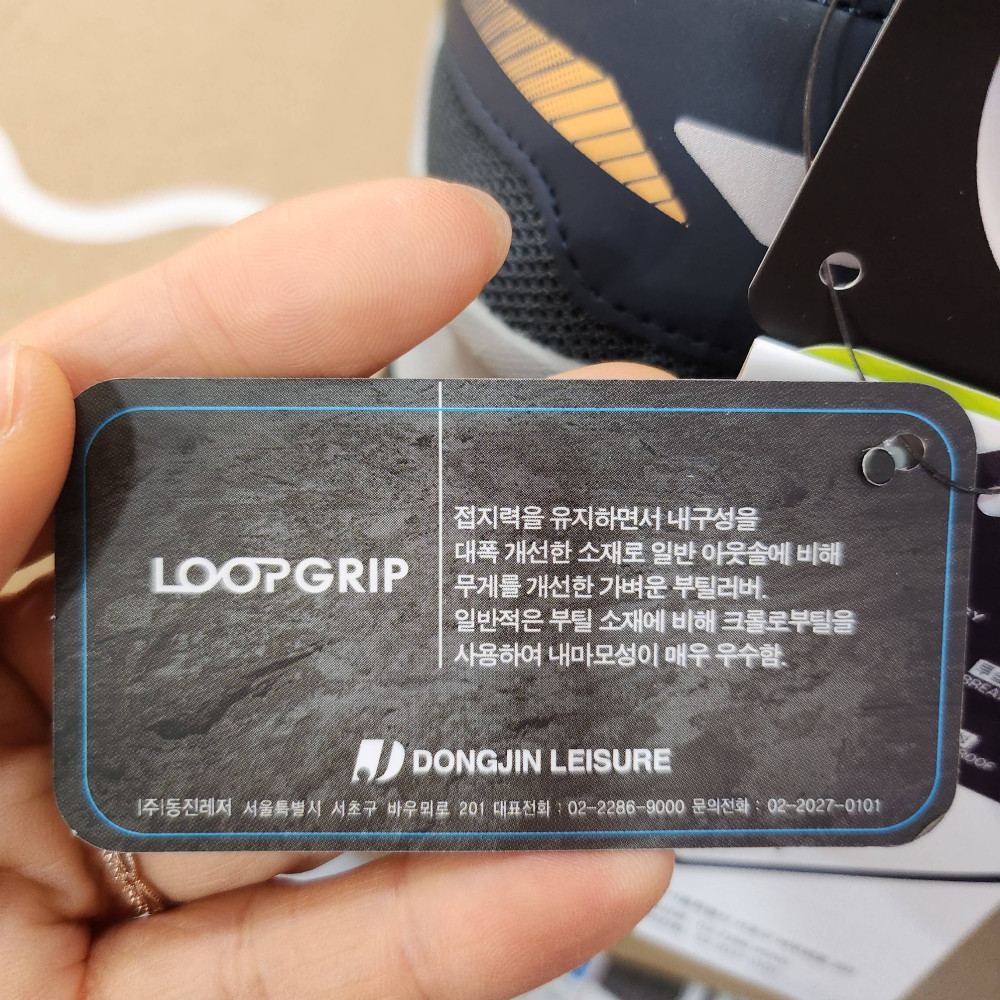 LOOPGRIP
접지력을 유지하면서 내구성을
대폭 개선한 소재로 일반 아웃솔에 비해
무게를 개선한 가벼운 부틸러버.
일반적은 부틸 소재에 비해 크롤로부틸을
사용하여 내마모성이 매우 우수함.
DONGJIN LEISURE
(주)동진레저 서울특별시 서초구 바우뫼로 201 대표전화 : 02-2286-9000 문의전화 : 02-2027-0101